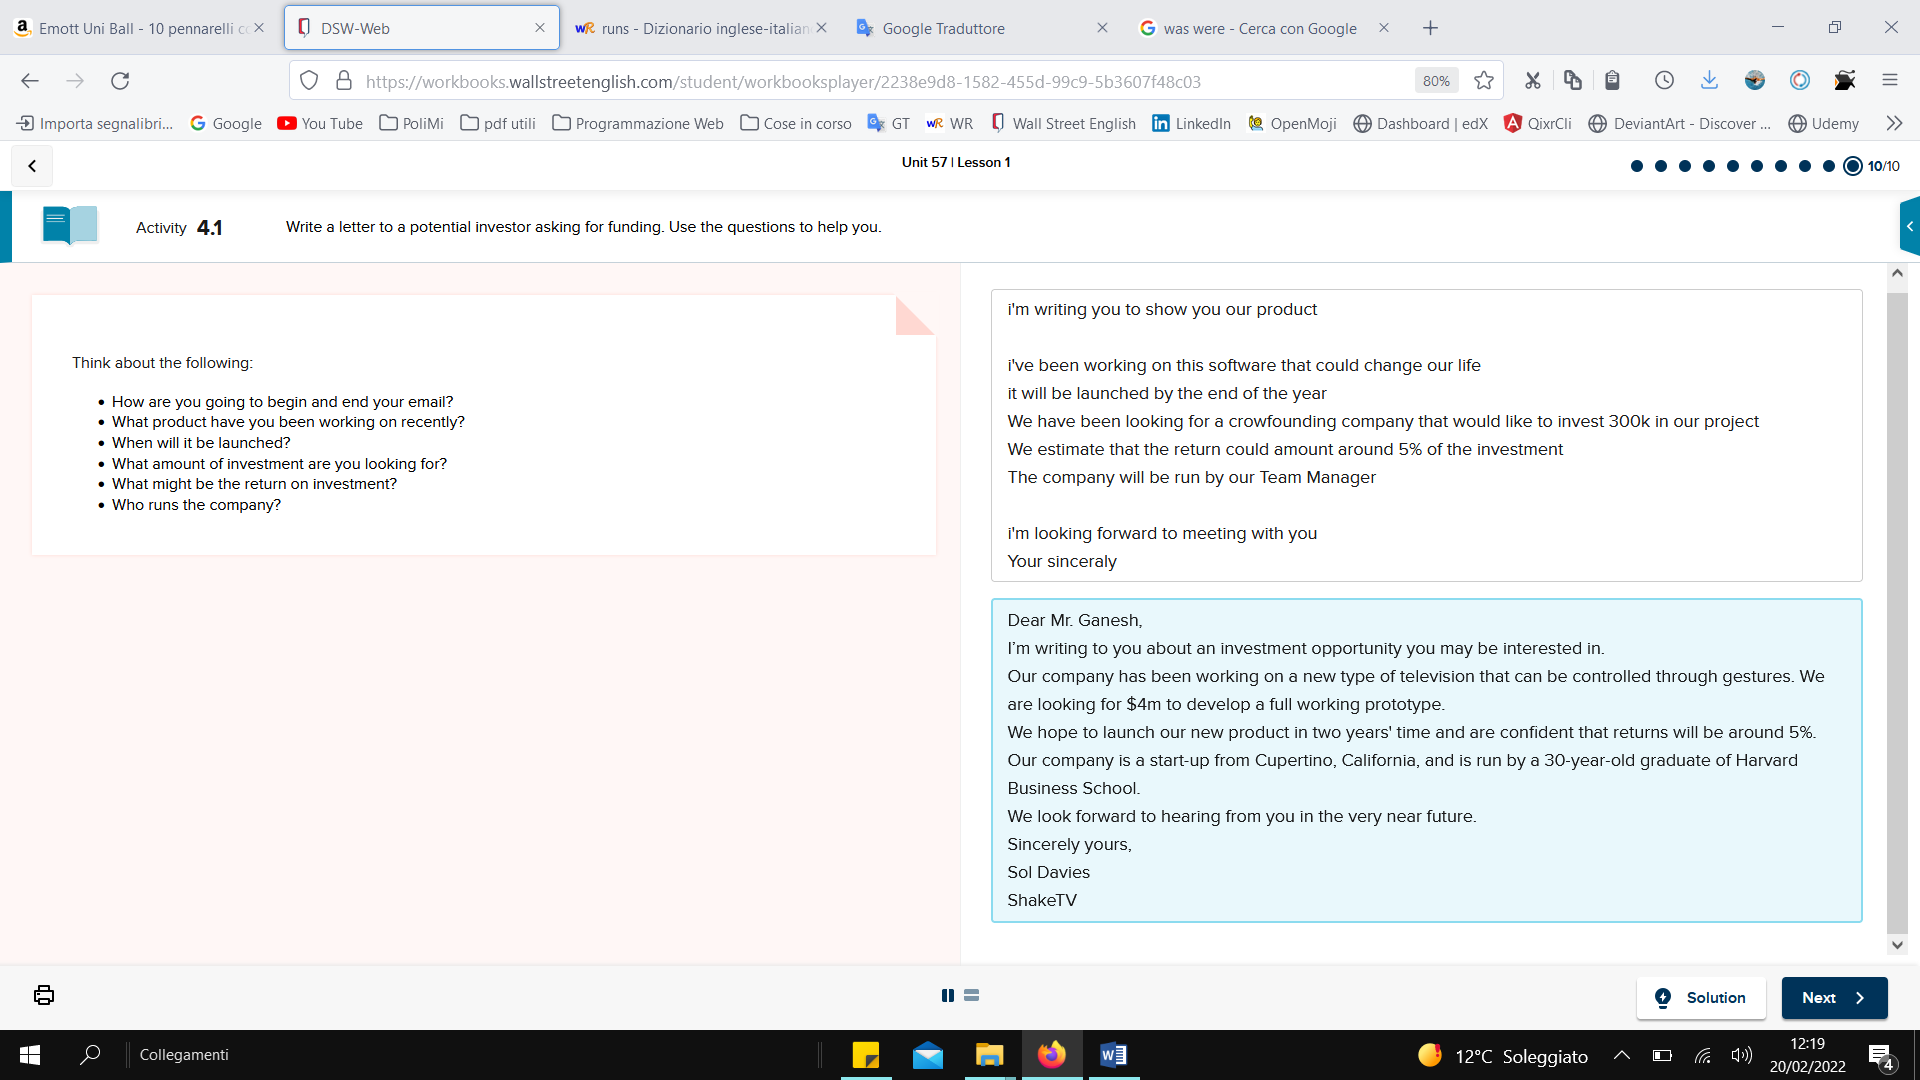 Emott Uni Ball - 10 pennarelli co
DSW-Web
runs - Dizionario inglese-italian
Google Traduttore
was were - Cerca con Google
https://workbooks.wallstreetenglish.com/student/workbooksplayer/2238e9d8-1582-455d-99c9-5b3607f48c03
80%
Importa segnalibri...
Google
You Tube
PoliMi
pdf utili
Programmazione Web
Cose in corso
GT
WR
Wall Street English
LinkedIn
OpenMoji
Dashboard | edX
QixrCli
DeviantArt - Discover ...
Udemy
Unit 57 | Lesson 1
10/10
Activity 4.1
Write a letter to a potential investor asking for funding. Use the questions to help you.
Think about the following:
• How are you going to begin and end your email?
• What product have you been working on recently?
• When will it be launched?
• What amount of investment are you looking for?
• What might be the return on investment?
• Who runs the company?
i'm writing you to show you our product
i've been working on this software that could change our life
it will be launched by the end of the year
We have been looking for a crowfounding company that would like to invest 300k in our project
We estimate that the return could amount around 5% of the investment
The company will be run by our Team Manager
i'm looking forward to meeting with you
Your sinceraly
Dear Mr. Ganesh,
I'm writing to you about an investment opportunity you may be interested in.
Our company has been working on a new type of television that can be controlled through gestures. We
are looking for $4m to develop a full working prototype.
We hope to launch our new product in two years' time and are confident that returns will be around 5%.
Our company is a start-up from Cupertino, California, and is run by a 30-year-old graduate of Harvard
Business School.
We look forward to hearing from you in the very near future.
Sincerely yours,
Sol Davies
ShakeTV
Solution
Next
Collegamenti
12°C Soleggiato
12:19
20/02/2022
4